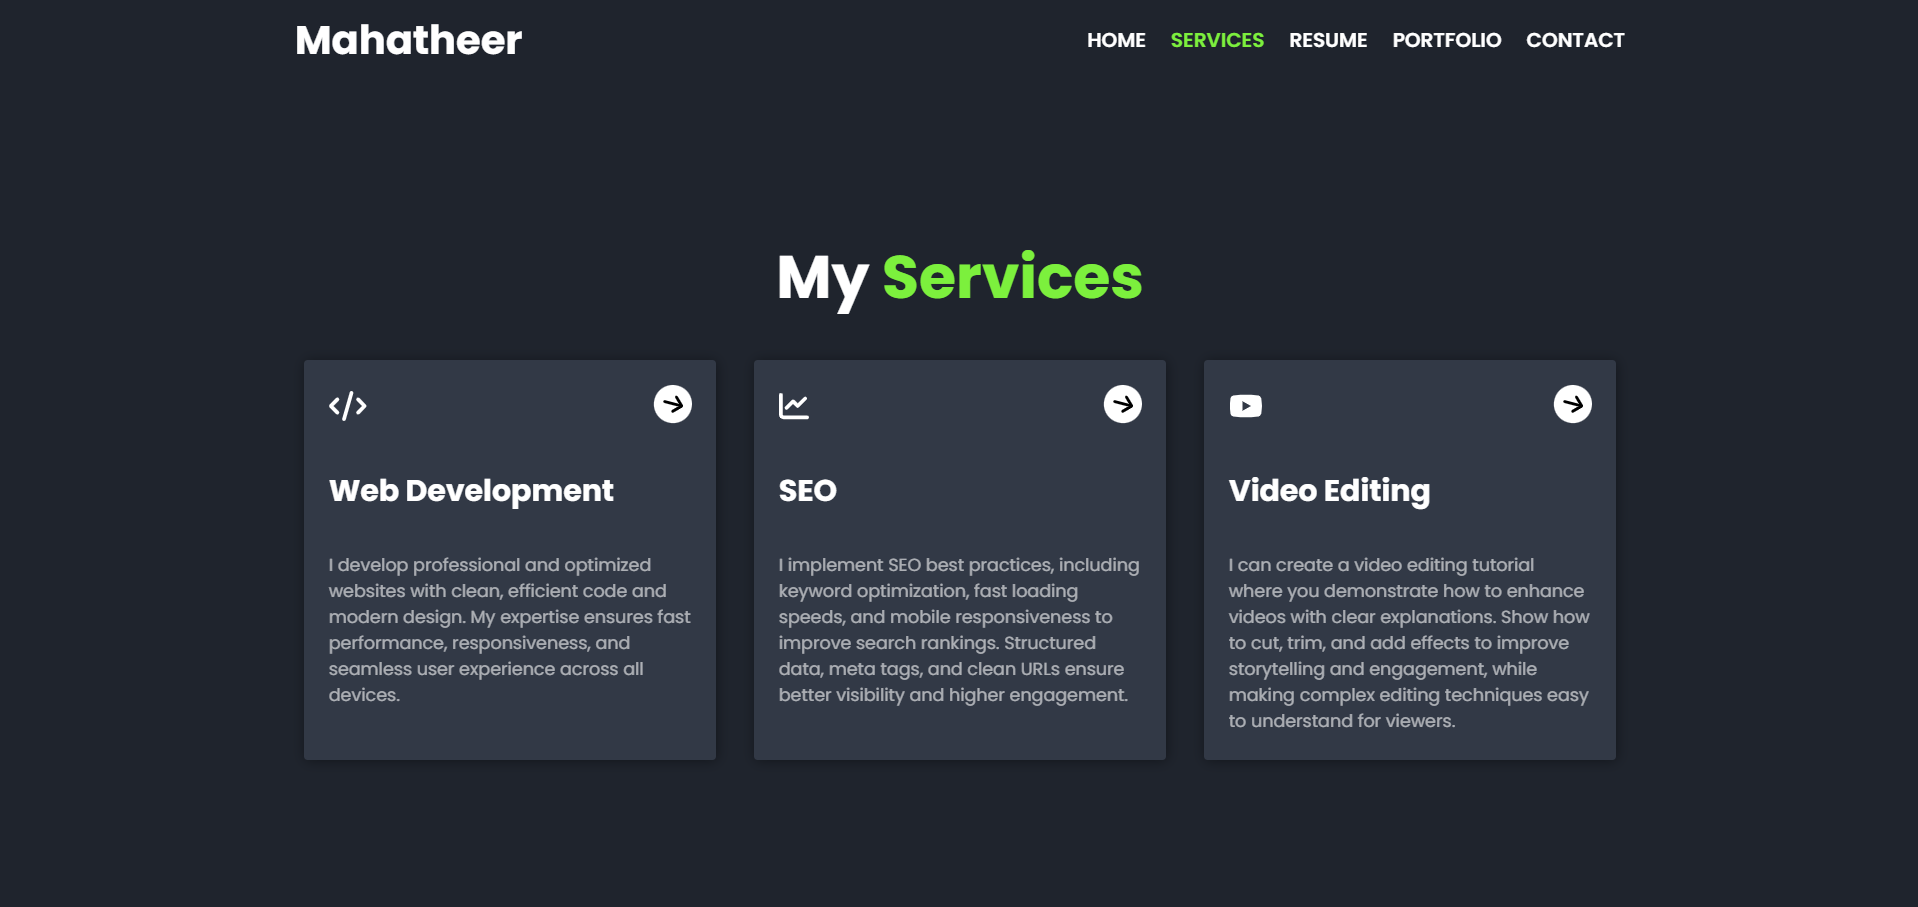 Mahatheer
HOME SERVICES RESUME PORTFOLIO CONTACT
My Services
Web Development
I develop professional and optimized
websites with clean, efficient code and
modern design. My expertise ensures fast
performance, responsiveness, and
seamless user experience across all
devices.
SEO
I implement SEO best practices, including
keyword optimization, fast loading
speeds, and mobile responsiveness to
improve search rankings. Structured
data, meta tags, and clean URLs ensure
better visibility and higher engagement.
Video Editing
I can create a video editing tutorial
where you demonstrate how to enhance
videos with clear explanations. Show how
to cut, trim, and add effects to improve
storytelling and engagement, while
making complex editing techniques easy
to understand for viewers.